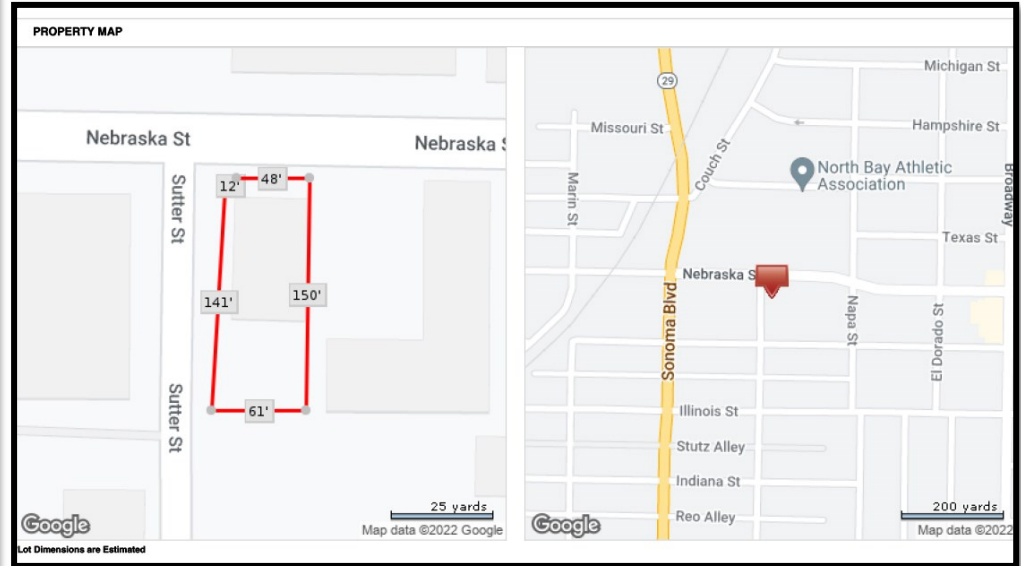 PROPERTY MAP
Nebraska St
Nebraska S
12'
48'
Sutter St
141'
150'
Sutter St
61'
25 yards
Google
Map data ©2022 Google
Lot Dimensions are Estimated
29
Michigan St
Missouri St
Hampshire St
Couch St
North Bay Athletic
Association
Marin St
Broadway
Texas St
Nebraska S
Sonoma Blvd
Napa St
El Dorado St
Illinois St
Stutz Alley
Indiana St
Reo Alley
200 yards
Google
Map data ©2022